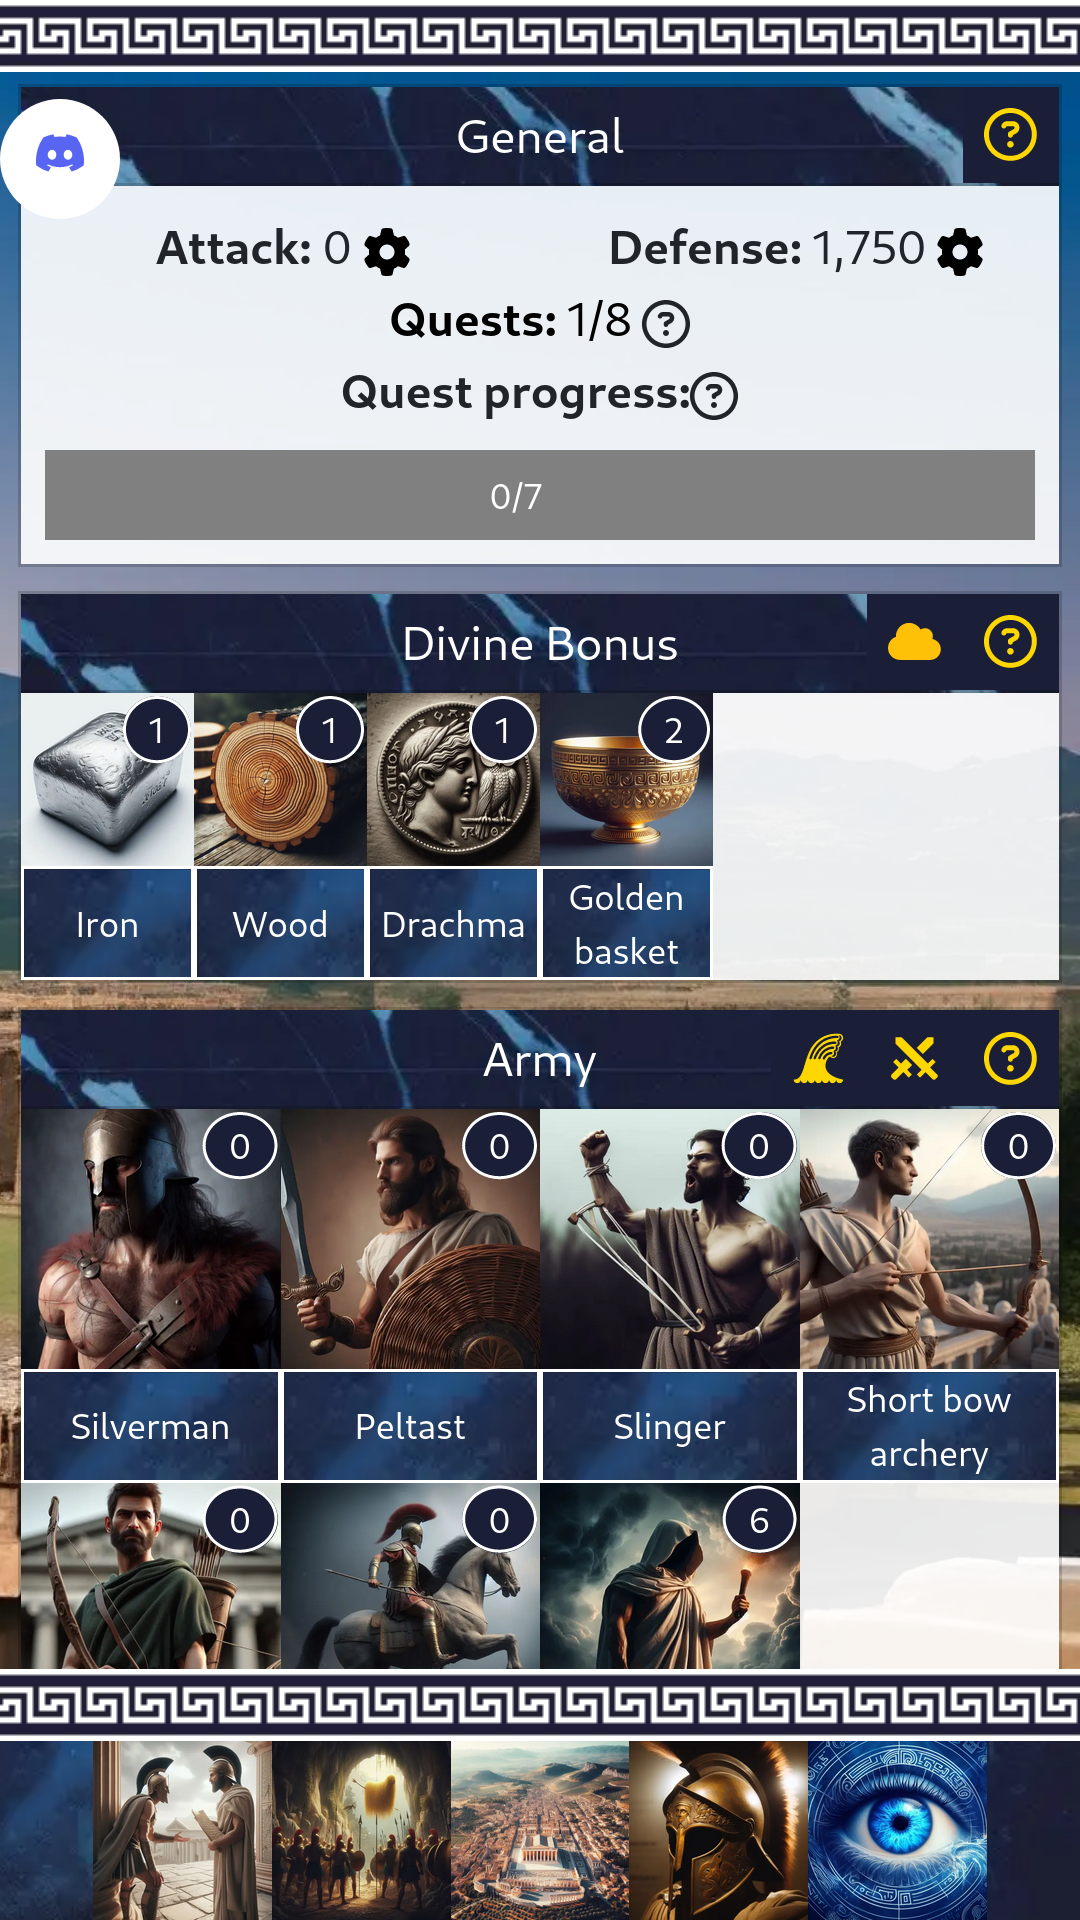 General
Attack: 0
Defense: 1,750
Quests: 1/8
Quest progress:
0/7
Divine Bonus
1
1
1
2
Iron
Wood
Drachma
Golden
basket
Army
0
0
0
0
Silverman
Peltast
Slinger
Short bow
archery
0
0
6